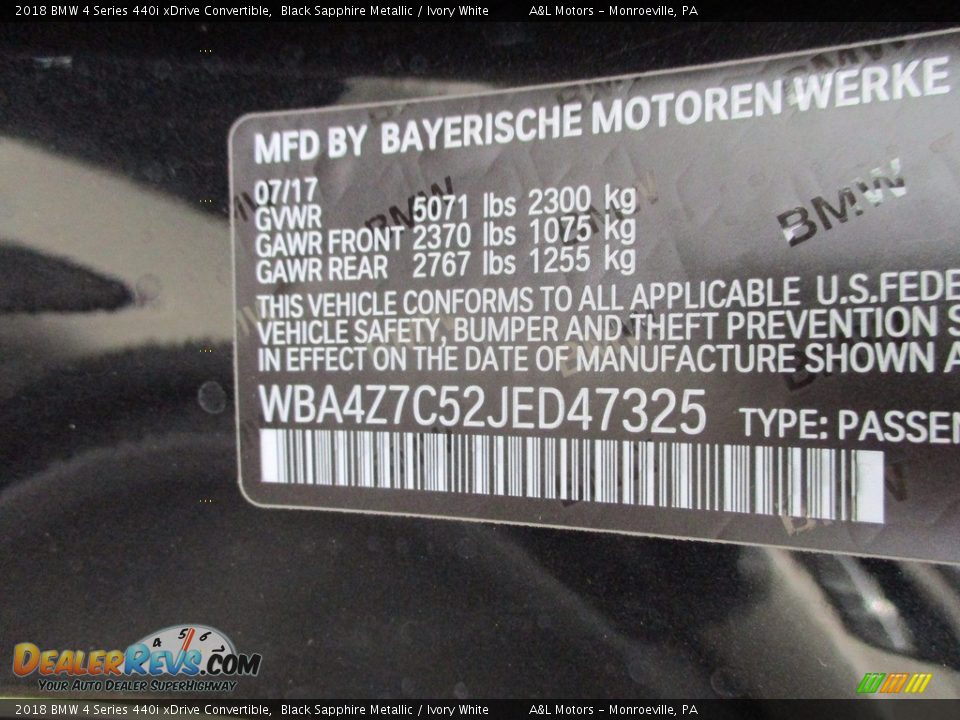 2018 BMW 4 Series 440i xDrive Convertible, Black Sapphire Metallic / Ivory White A&L Motors - Monroeville, PA
MFD BY BAYERISCHE MOTOREN WERKE
07/17
GVWR 5071 lbs 2300 kg
GAWR FRONT 2370 lbs 1075 kg
GAWR REAR 2767 lbs 1255 kg
THIS VEHICLE CONFORMS TO ALL APPLICABLE U.S.FEDE
VEHICLE SAFETY, BUMPER AND THEFT PREVENTION S
IN EFFECT ON THE DATE OF MANUFACTURE SHOWN A
WBA4Z7C52JED47325 TYPE: PASSEN
BMW
4 5 6
DEALERREVS.COM
YOUR AUTO DEALER SUPERHIGHWAY
2018 BMW 4 Series 440i xDrive Convertible, Black Sapphire Metallic / Ivory White A&L Motors - Monroeville, PA